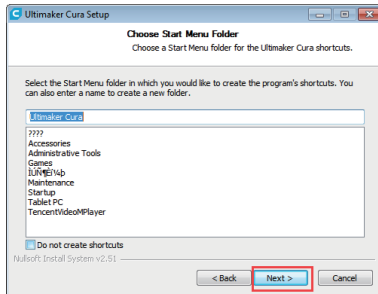 Ultimaker Cura Setup
Choose Start Menu Folder
Choose a Start Menu folder for the Ultimaker Cura shortcuts.
Select the Start Menu folder in which you would like to create the program's shortcuts. You
can also enter a name to create a new folder.
Ultimaker Cura
????
Accessories
Administrative Tools
Games
Maintenance
Startup
Tablet PC
TencentVideoMPlayer
Do not create shortcuts
Nullsoft Install System v2.51
< Back Next > Cancel